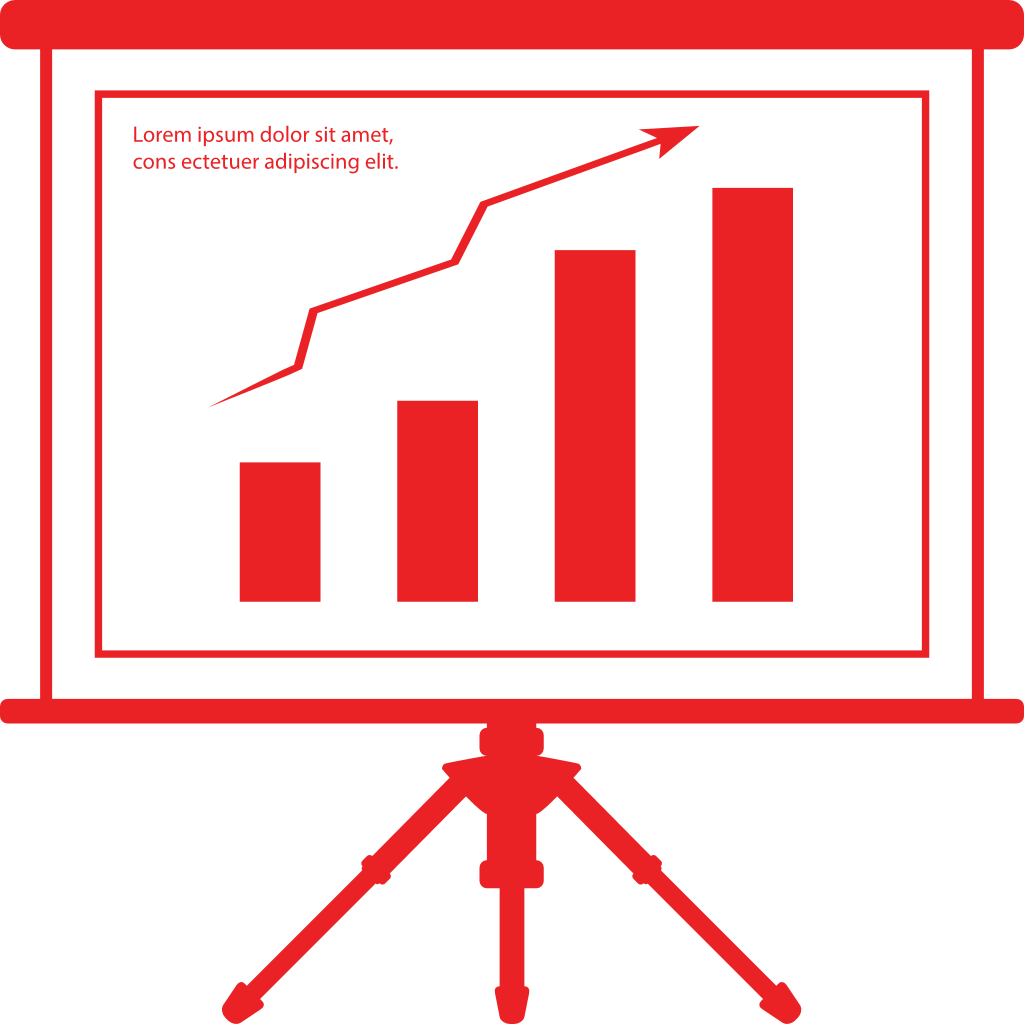 Lorem ipsum dolor sit amet,
cons ectetuer adipiscing elit.